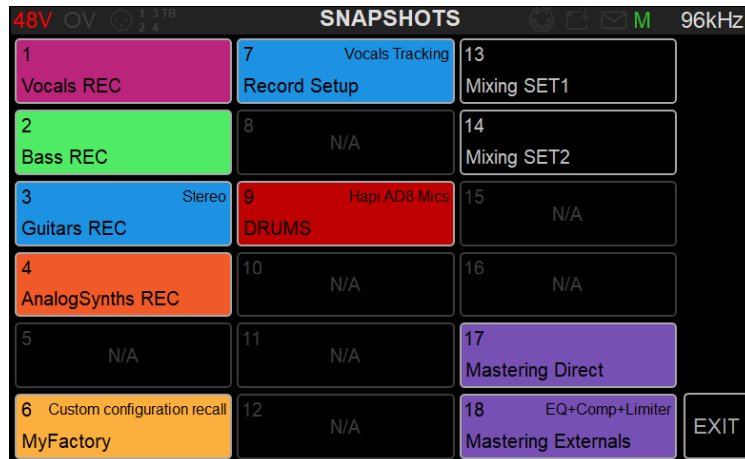 48V OV 1 3 TB SNAPSHOTS M 96kHz
2 4
1
Vocals REC
2
Bass REC
3 Stereo
Guitars REC
4
AnalogSynths REC
5
N/A
6 Custom configuration recall
MyFactory
7 Vocals Tracking
Record Setup
8
N/A
9 Hapi AD8 Mics
DRUMS
10
N/A
11
N/A
12
N/A
13
Mixing SET1
14
Mixing SET2
15
N/A
16
N/A
17
Mastering Direct
18 EQ+Comp+Limiter
Mastering Externals
EXIT